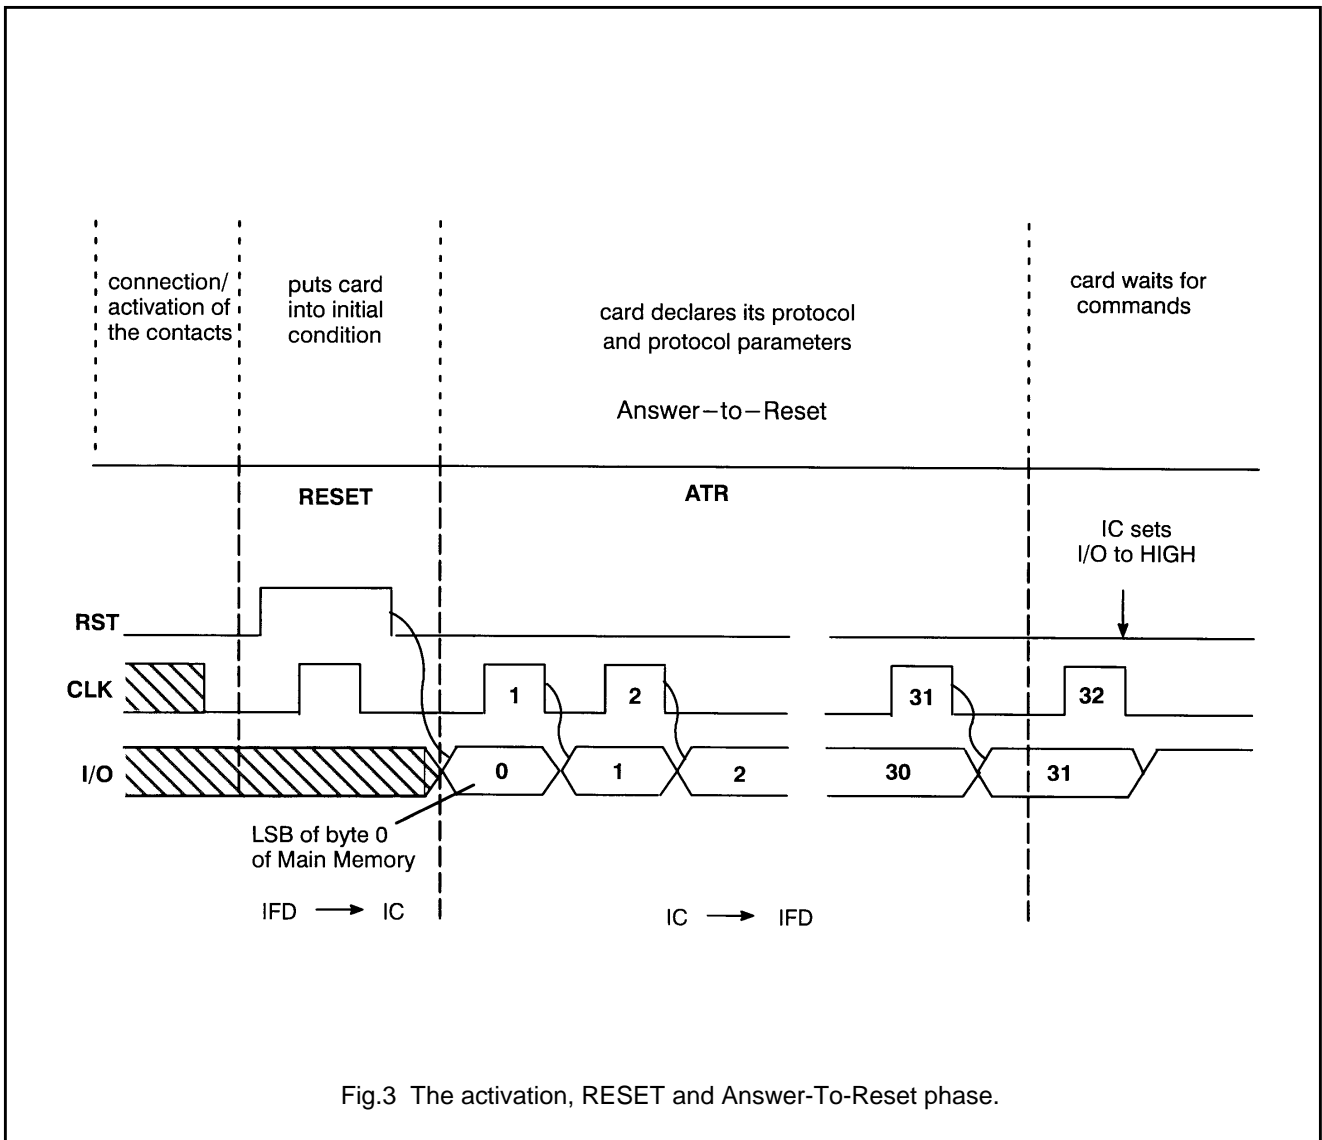 connection/
activation of
the contacts
puts card
into initial
condition
card declares its protocol
and protocol parameters
Answer–to–Reset
card waits for
commands
RESET
ATR
IC sets
I/O to HIGH
RST
CLK
1
2
31
32
I/O
0
1
2
30
31
LSB of byte 0
of Main Memory
IFD → IC
IC → IFD
Fig.3 The activation, RESET and Answer-To-Reset phase.